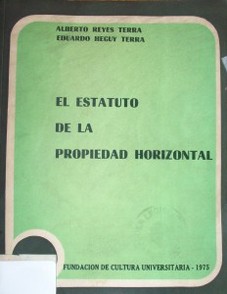 ALBERTO REYES TERRA
EDUARDO HEGUY TERRA
EL ESTATUTO
DE LA
PROPIEDAD HORIZONTAL
FUNDACION DE CULTURA UNIVERSITARIA - 1975